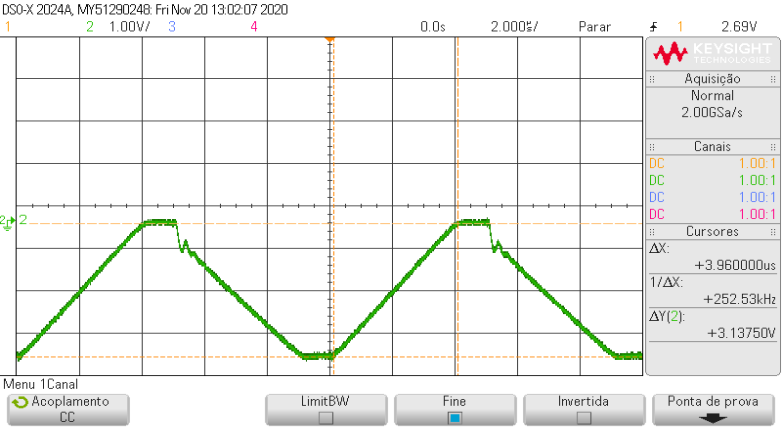 DSO-X 2024A, MY51290248: Fri Nov 20 13:02:07 2020
1 2 1.00V/ 3 4 0.0s 2.000㎲/ Parar 1 2.69V
KEYSIGHT
TECHNOLOGIES
Aquisição
Normal
2.00GSa/s
Canais
DC 1.00:1
DC 1.00:1
DC 1.00:1
DC 1.00:1
Cursores
ΔX:
+3.960000us
1/ΔX:
+252.53kHz
ΔY(2):
+3.13750V
2 2
Menu 1Canal
Acoplamento
CC
LimitBW
Fine
Invertida
Ponta de prova